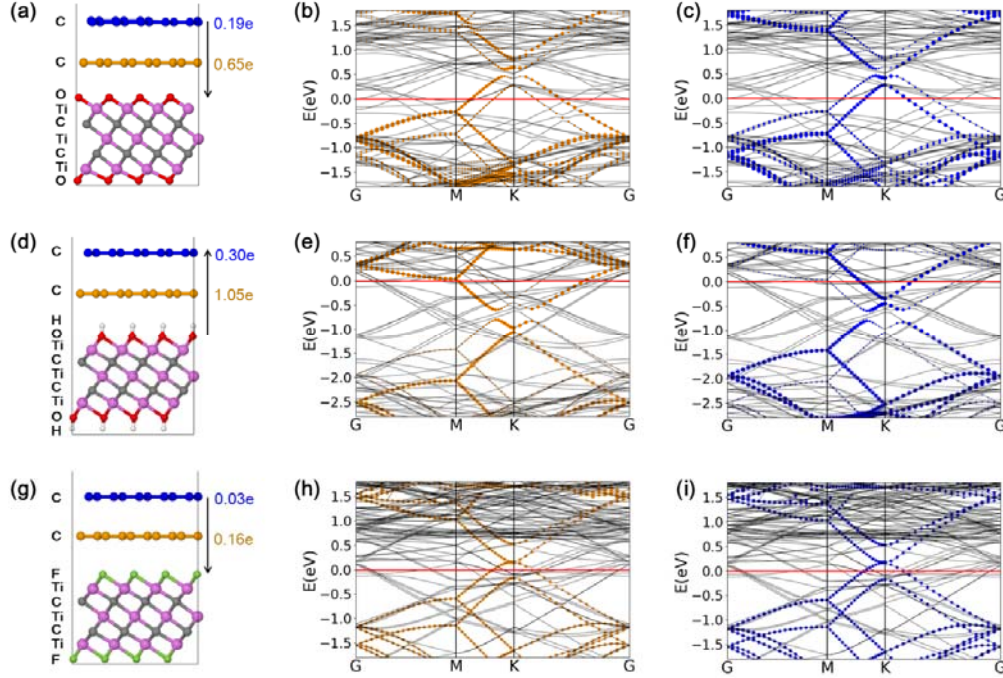 (a)
C
0.19e
C
0.65e
O
Ti
C
Ti
C
Ti
O
(b)
E(eV)
1.5
1.0
0.5
0.0
−0.5
−1.0
−1.5
G M K G
(c)
E(eV)
1.5
1.0
0.5
0.0
−0.5
−1.0
−1.5
G M K G
(d)
C
0.30e
C
1.05e
H
O
Ti
C
Ti
C
Ti
O
H
(e)
E(eV)
0.5
0.0
−0.5
−1.0
−1.5
−2.0
−2.5
G M K G
(f)
E(eV)
0.5
0.0
−0.5
−1.0
−1.5
−2.0
−2.5
G M K G
(g)
C
0.03e
C
0.16e
F
Ti
C
Ti
C
Ti
F
(h)
E(eV)
1.5
1.0
0.5
0.0
−0.5
−1.0
−1.5
G M K G
(i)
E(eV)
1.5
1.0
0.5
0.0
−0.5
−1.0
−1.5
G M K G